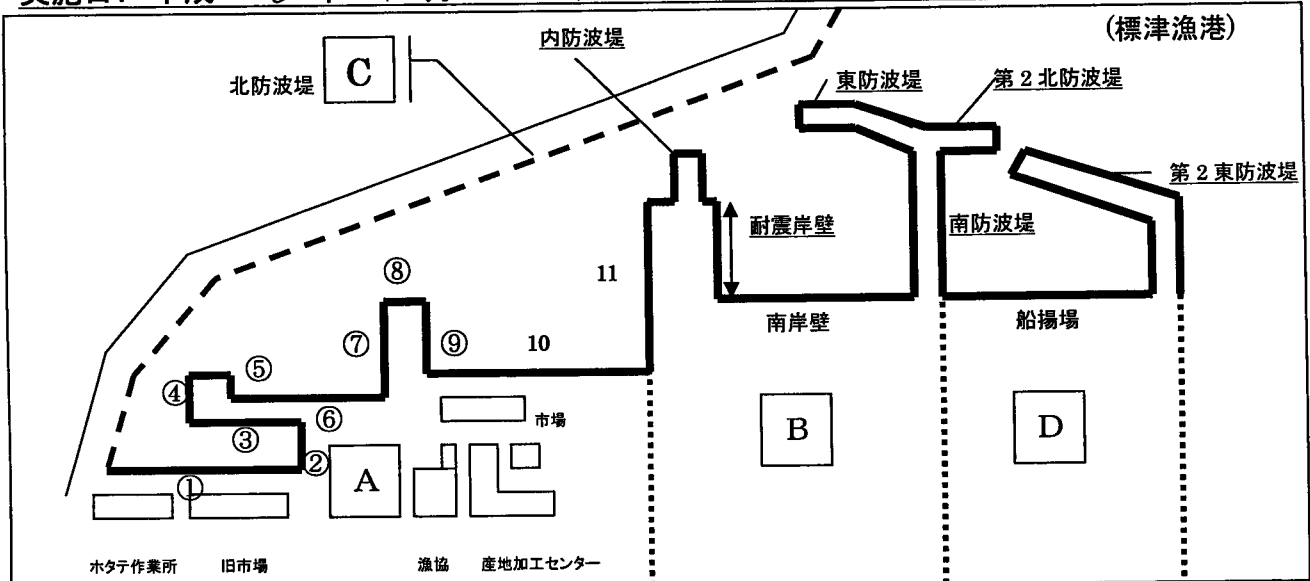 (標津漁港)
内防波堤
北防波堤
C
東防波堤
第2北防波堤
第2東防波堤
耐震岸壁
南防波堤
⑧
11
南岸壁
船揚場
⑦
⑨
10
⑤
④
⑥
市場
③
②
A
B
D
①
ホタテ作業所
旧市場
漁協
産地加工センター